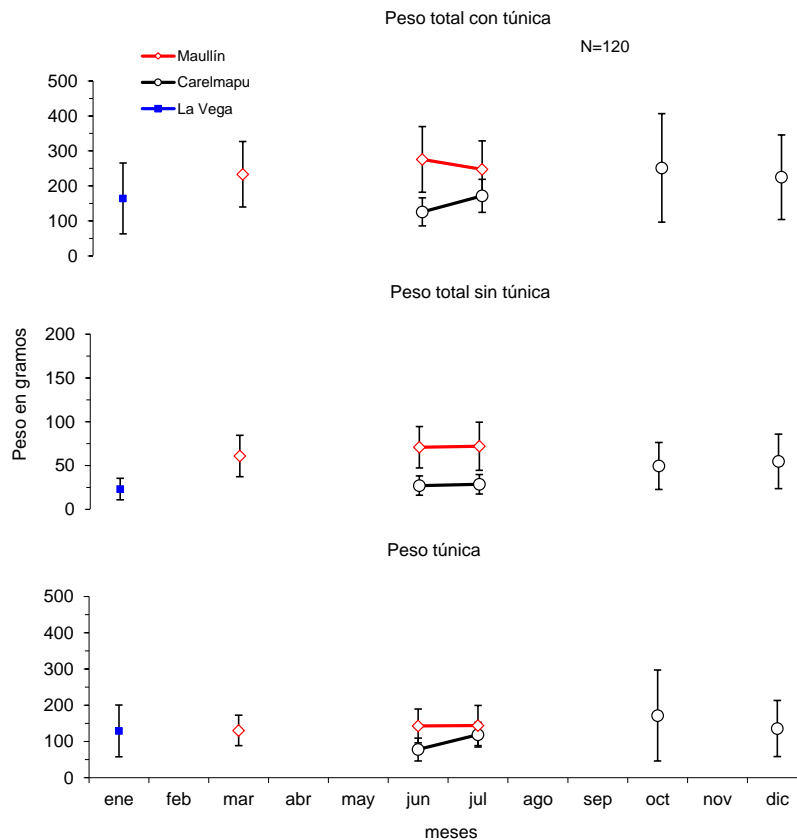 Peso total con túnica
N=120
Maullín
Carelmapu
La Vega
500
400
300
200
100
0
Peso total sin túnica
200
150
100
50
0
Peso en gramos
Peso túnica
500
400
300
200
100
0
ene feb mar abr may jun jul ago sep oct nov dic
meses